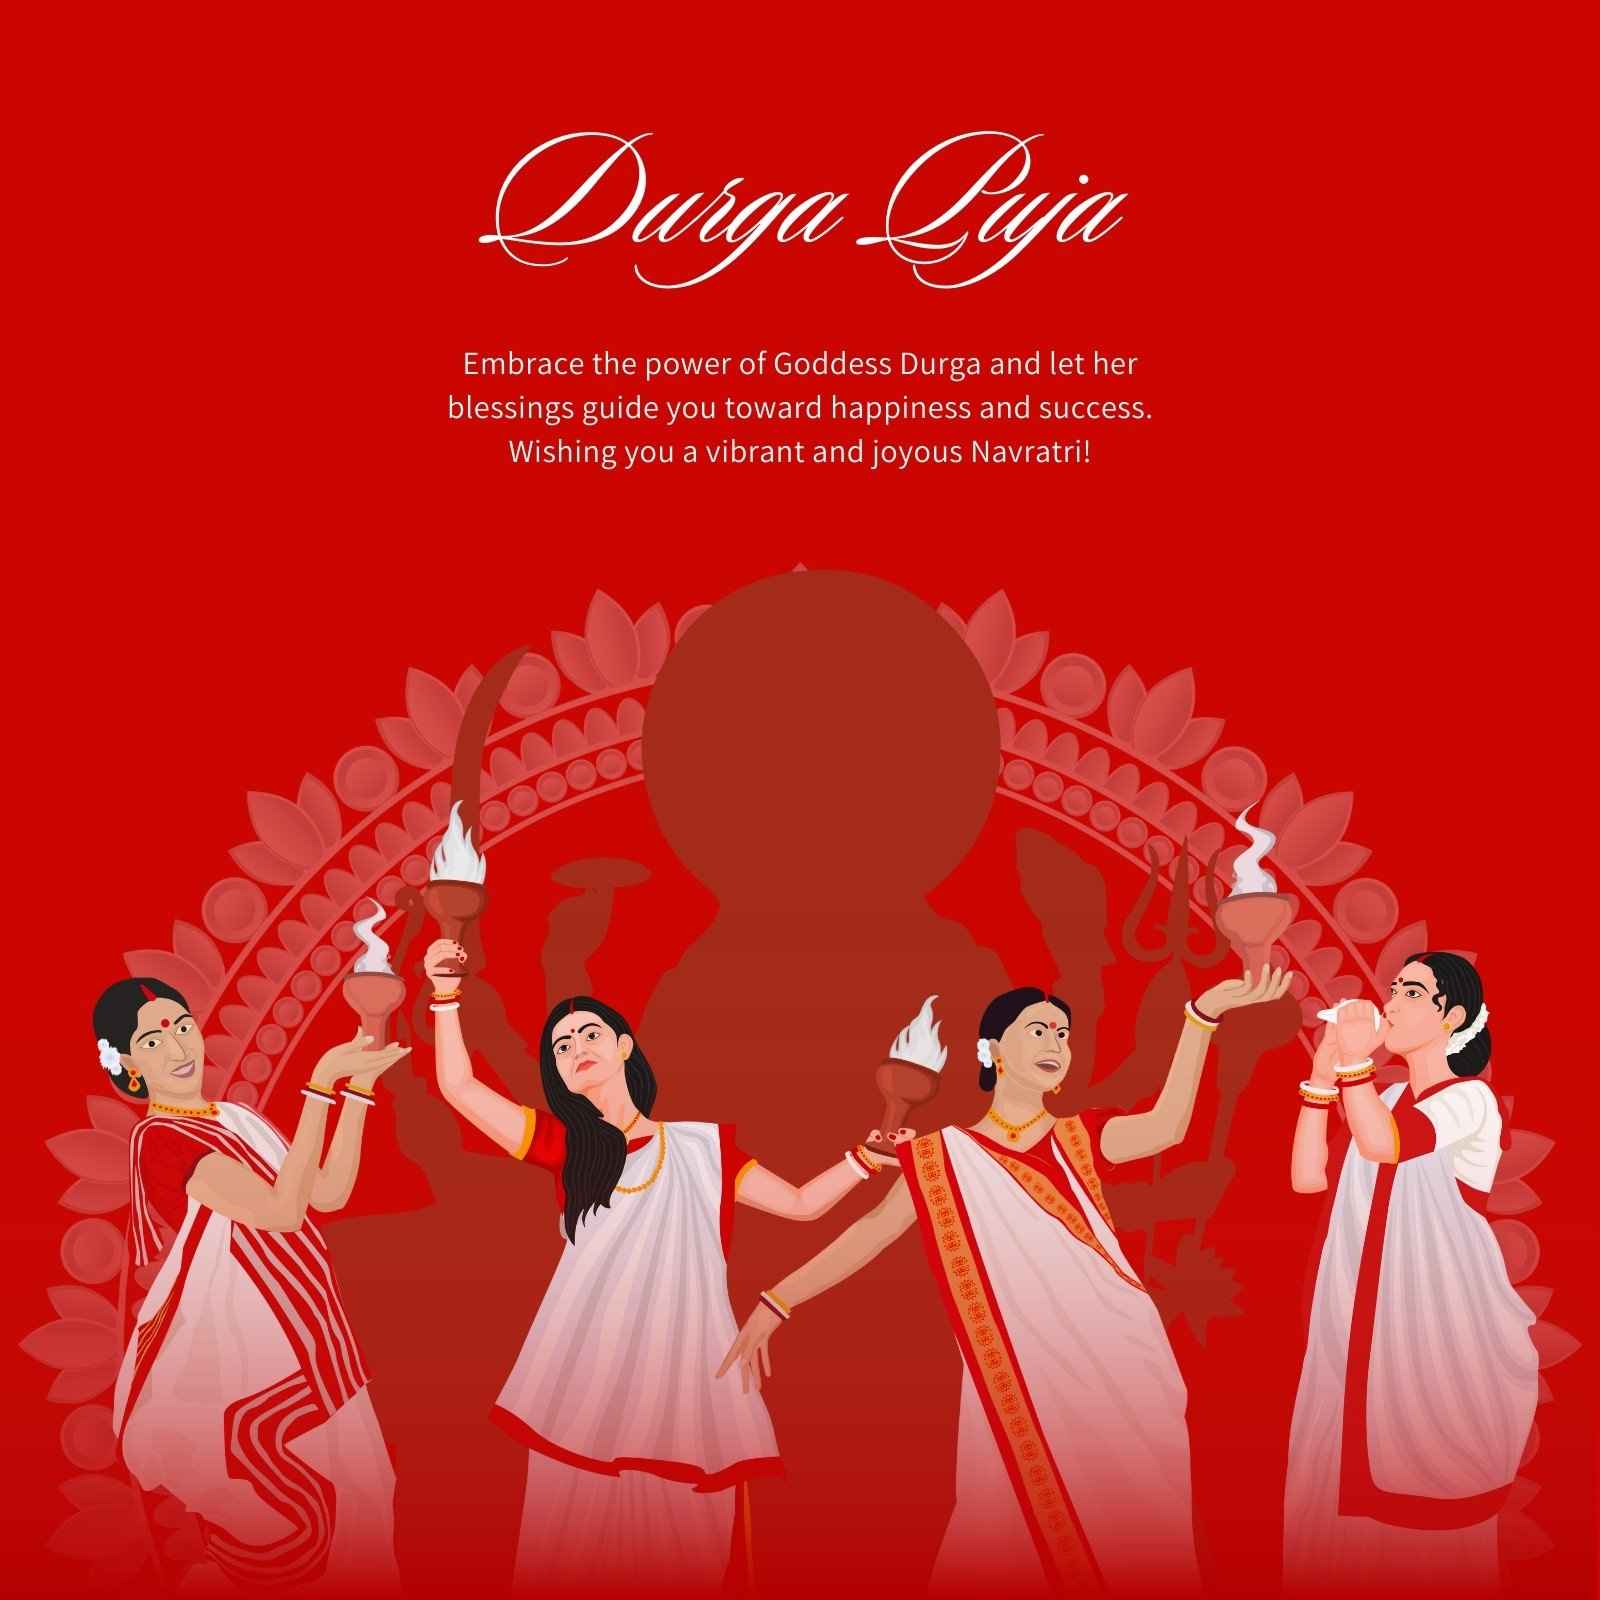 Durga Puja
Embrace the power of Goddess Durga and let her
blessings guide you toward happiness and success.
Wishing you a vibrant and joyous Navratri!